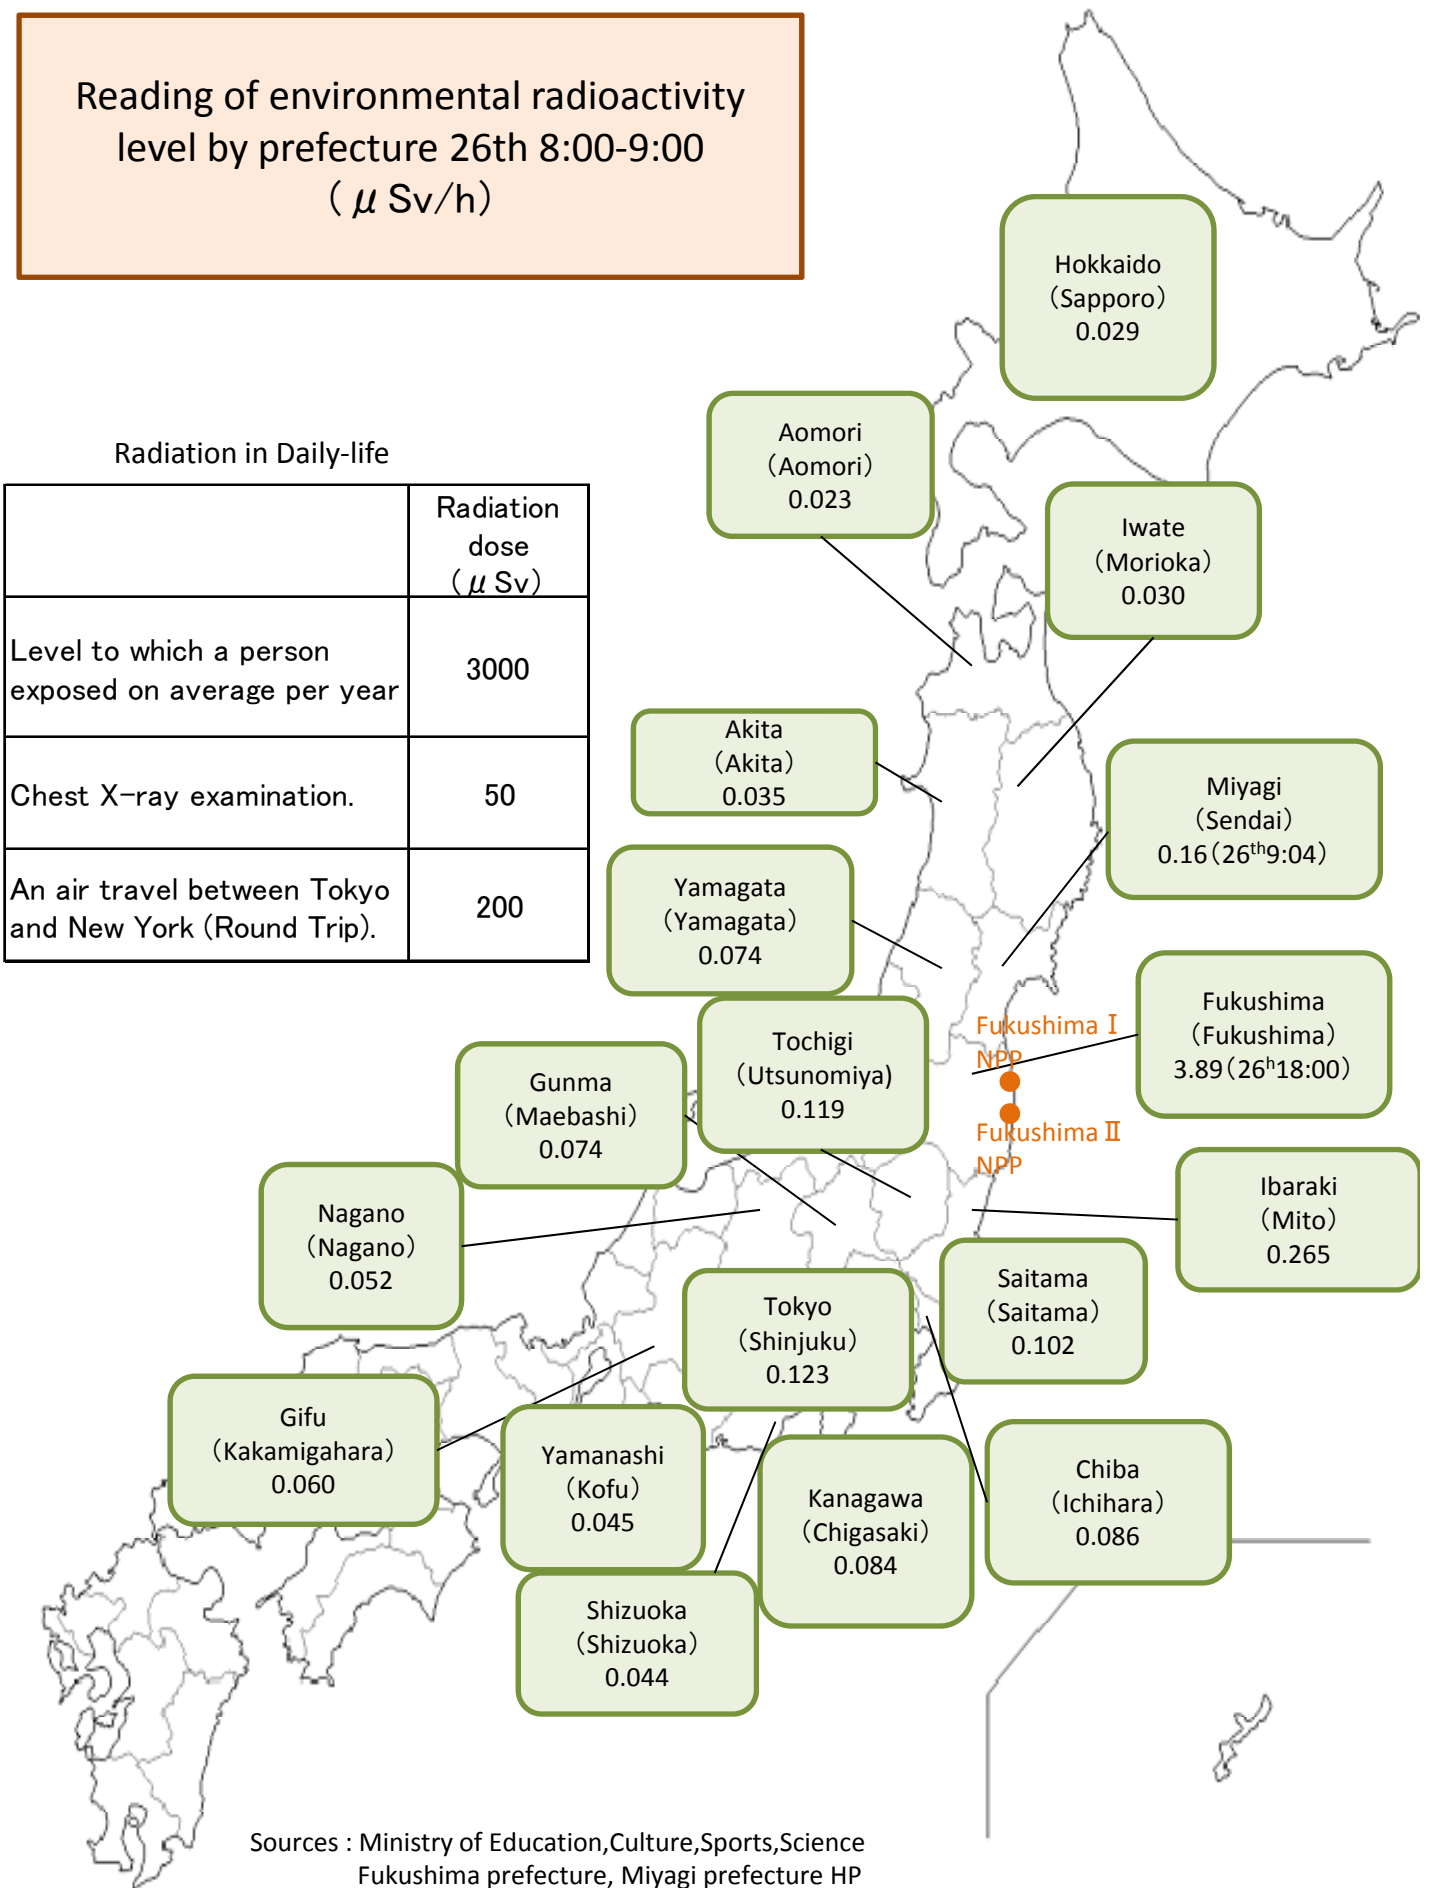 Reading of environmental radioactivity
level by prefecture 26th 8:00-9:00
（μ Sv/h）
Hokkaido
（Sapporo）
0.029
Aomori
（Aomori）
0.023
Iwate
（Morioka）
0.030
Radiation in Daily-life
Radiation
dose
（μ Sv）
Level to which a person
exposed on average per year
3000
Chest X-ray examination.
50
An air travel between Tokyo
and New York (Round Trip).
200
Akita
（Akita）
0.035
Miyagi
（Sendai）
0.16（26th9:04）
Yamagata
（Yamagata）
0.074
Fukushima
（Fukushima）
3.89（26h18:00）
Fukushima Ⅰ
NPP
Fukushima Ⅱ
NPP
Tochigi
（Utsunomiya)
0.119
Gunma
（Maebashi）
0.074
Nagano
（Nagano）
0.052
Ibaraki
（Mito）
0.265
Saitama
（Saitama）
0.102
Tokyo
（Shinjuku）
0.123
Gifu
（Kakamigahara）
0.060
Yamanashi
（Kofu）
0.045
Kanagawa
（Chigasaki）
0.084
Chiba
（Ichihara）
0.086
Shizuoka
（Shizuoka）
0.044
Sources : Ministry of Education,Culture,Sports,Science
Fukushima prefecture, Miyagi prefecture HP